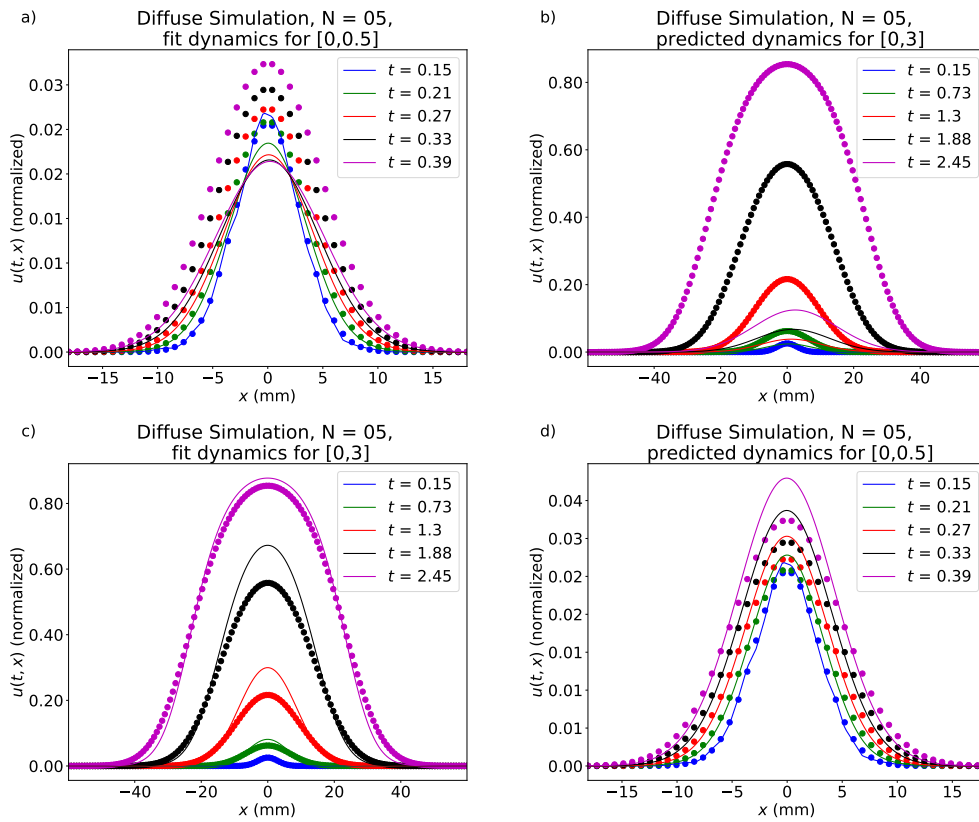 a)
Diffuse Simulation, N = 05,
fit dynamics for [0,0.5]
u(t, x) (normalized)
0.03
0.02
0.02
0.01
0.01
0.00
t = 0.15
t = 0.21
t = 0.27
t = 0.33
t = 0.39
−15 −10 −5 0 5 10 15
x (mm)
b)
Diffuse Simulation, N = 05,
predicted dynamics for [0,3]
u(t, x) (normalized)
0.80
0.60
0.40
0.20
0.00
t = 0.15
t = 0.73
t = 1.3
t = 1.88
t = 2.45
−40 −20 0 20 40
x (mm)
c)
Diffuse Simulation, N = 05,
fit dynamics for [0,3]
u(t, x) (normalized)
0.80
0.60
0.40
0.20
0.00
t = 0.15
t = 0.73
t = 1.3
t = 1.88
t = 2.45
−40 −20 0 20 40
x (mm)
d)
Diffuse Simulation, N = 05,
predicted dynamics for [0,0.5]
u(t, x) (normalized)
0.04
0.03
0.03
0.02
0.02
0.01
0.01
0.00
t = 0.15
t = 0.21
t = 0.27
t = 0.33
t = 0.39
−15 −10 −5 0 5 10 15
x (mm)